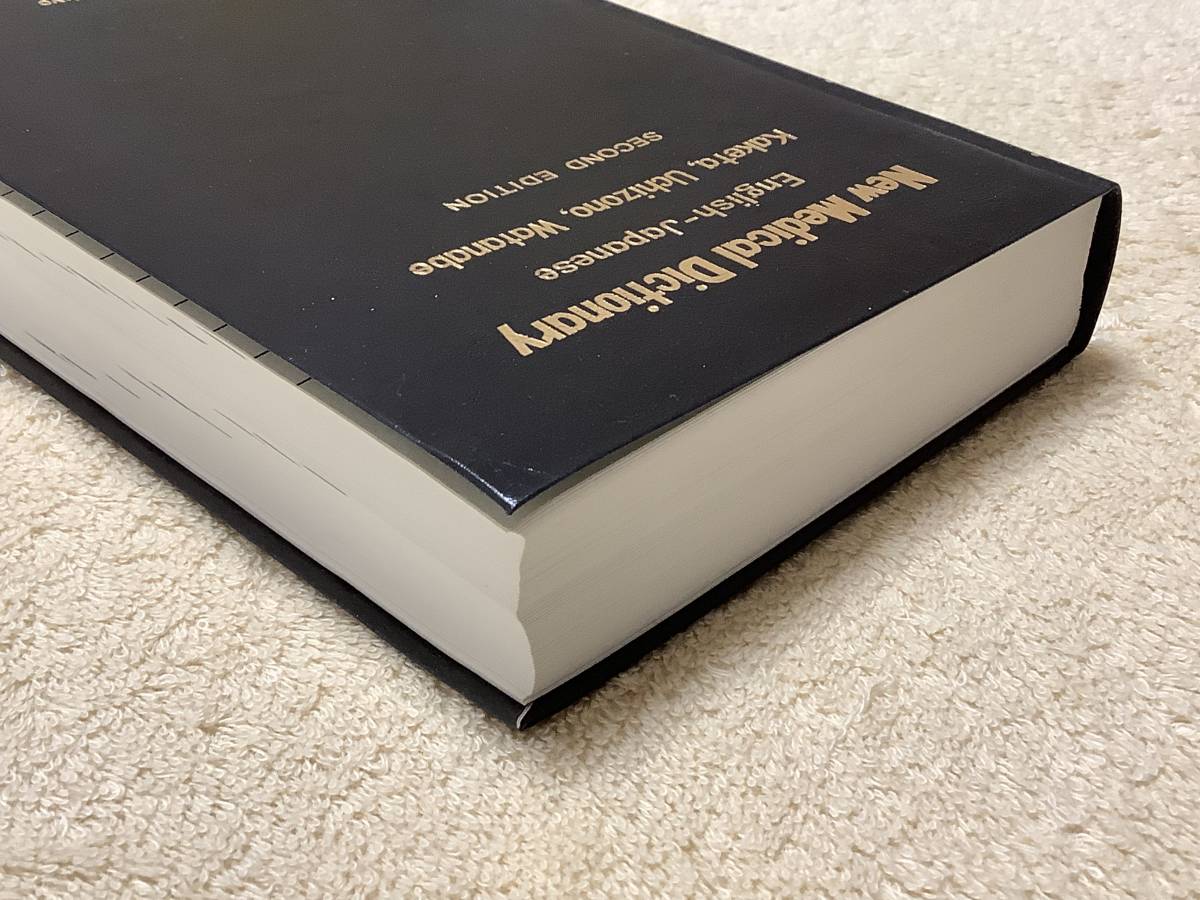 New Medical Dictionary
English-Japanese
Kaketa, Uchizono, Watanabe
SECOND EDITION